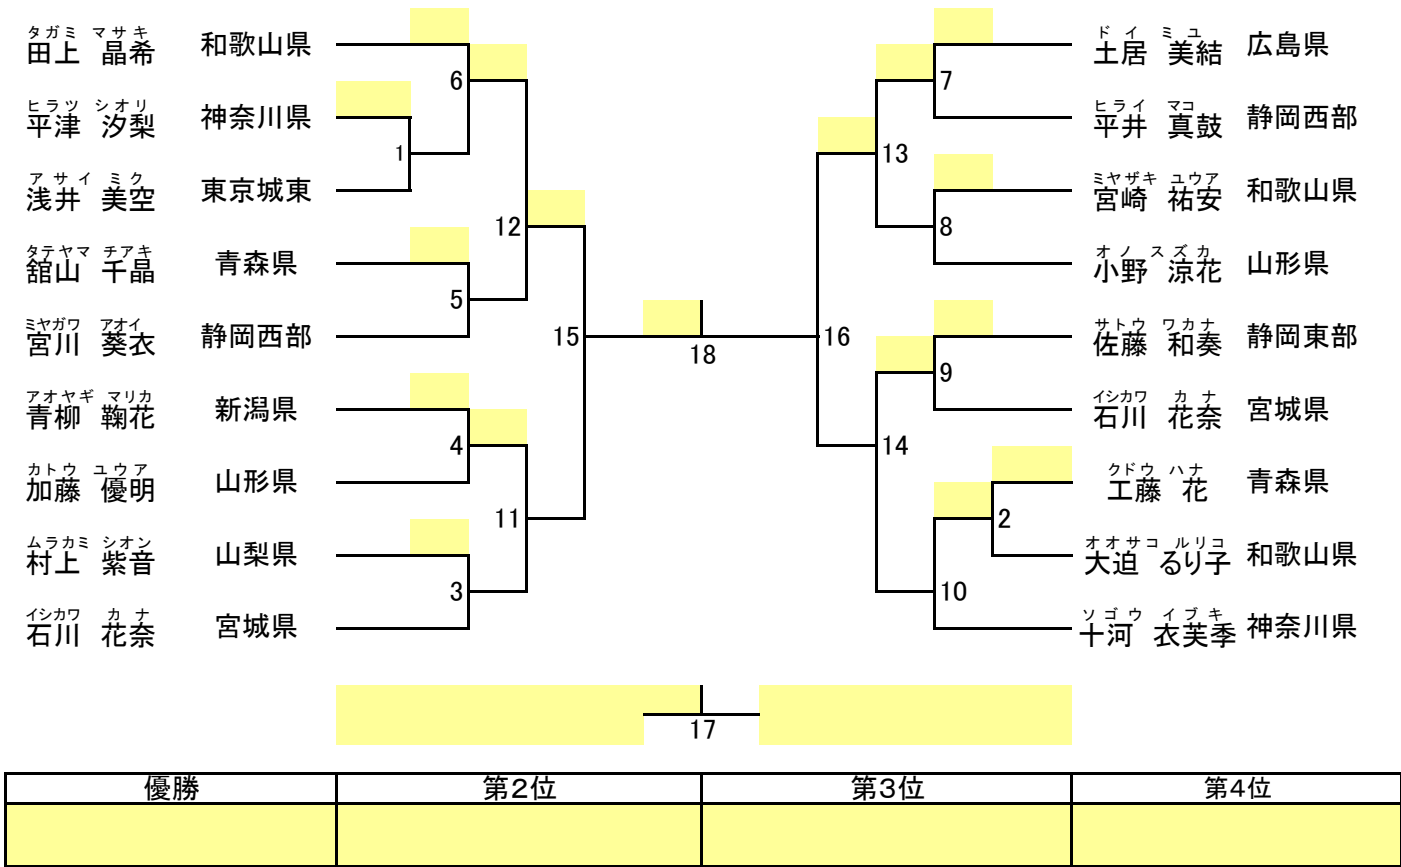 タガミ マサキ
田上 晶希 和歌山県
6
ヒラツ シオリ
平津 汐梨 神奈川県
1
アサイ ミク
浅井 美空 東京城東
12
タテヤマ チアキ
舘山 千晶 青森県
5
ミヤガワ アオイ
宮川 葵衣 静岡西部
15
アオヤギ マリカ
青柳 鞠花 新潟県
4
カトウ ユウア
加藤 優明 山形県
11
ムラカミ シオン
村上 紫音 山梨県
3
イシカワ カナ
石川 花奈 宮城県
18
ドイ ミユ
土居 美結 広島県
7
ヒライ マコ
平井 真鼓 静岡西部
13
ミヤザキ ユウア
宮崎 祐安 和歌山県
8
オノ スズカ
小野 涼花 山形県
16
サトウ ワカナ
佐藤 和奏 静岡東部
9
イシカワ カナ
石川 花奈 宮城県
14
クドウ ハナ
工藤 花 青森県
2
オオサコ ルリコ
大迫 るり子 和歌山県
10
ソゴウ イブキ
十河 衣芙季 神奈川県
17
優勝 第2位 第3位 第4位